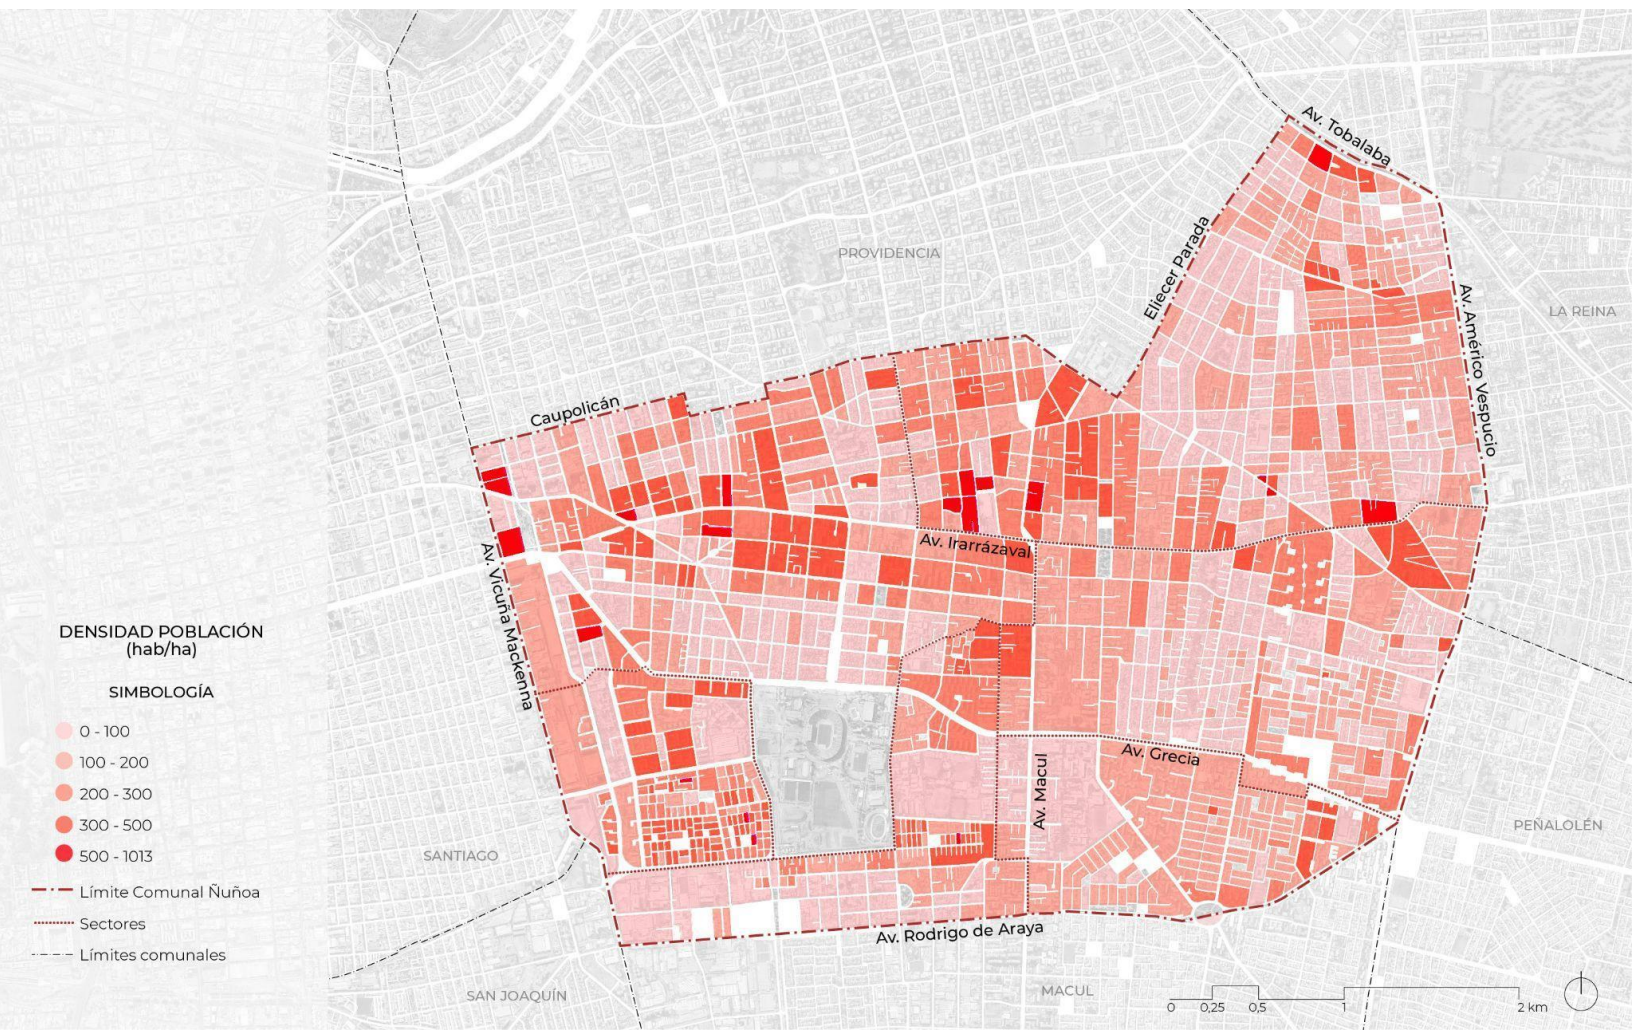 Av. Tobalaba
PROVIDENCIA
Eliecer Parada
LA REINA
Av. Américo Vespucio
Caupolicán
Av. Irarrázaval
Av. Vicuña Mackenna
DENSIDAD POBLACIÓN
(hab/ha)
SIMBOLOGÍA
0 - 100
100 - 200
200 - 300
300 - 500
500 - 1013
Límite Comunal Ñuñoa
Sectores
Límites comunales
Av. Grecia
Av. Macul
SANTIAGO
PEÑALOLÉN
Av. Rodrigo de Araya
SAN JOAQUÍN
MACUL
0 0,25 0,5 1 2 km